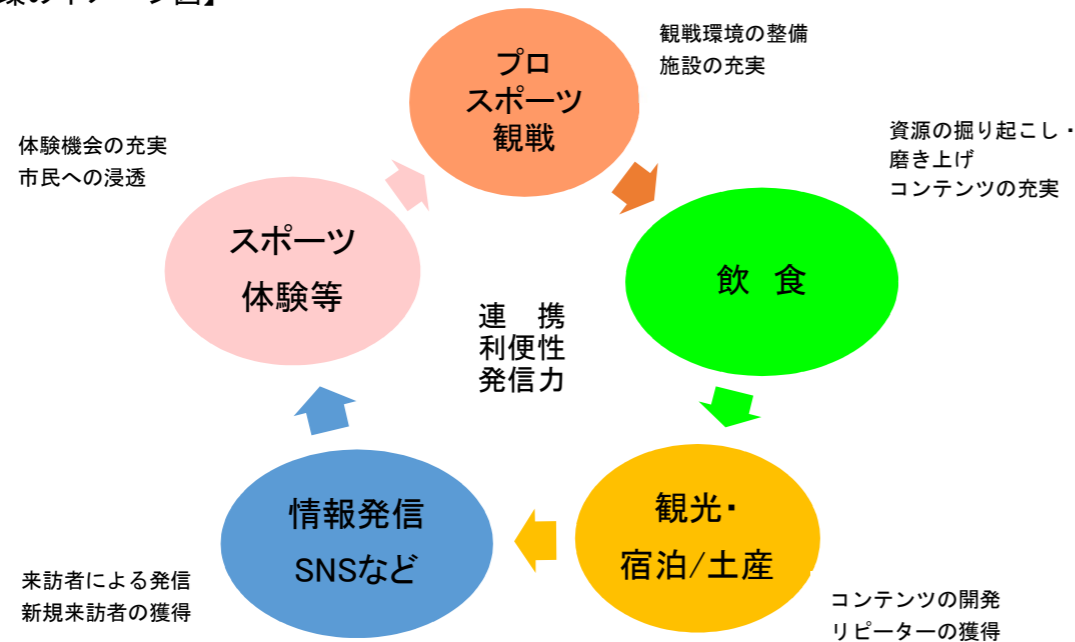 のイメージ図】
プロ
スポーツ
観戦
観戦環境の整備
施設の充実
資源の掘り起こし・
磨き上げ
コンテンツの充実
飲　食
観光・
宿泊/土産
コンテンツの開発
リピーターの獲得
情報発信
SNSなど
来訪者による発信
新規来訪者の獲得
スポーツ
体験等
体験機会の充実
市民への浸透
連　携
利便性
発信力